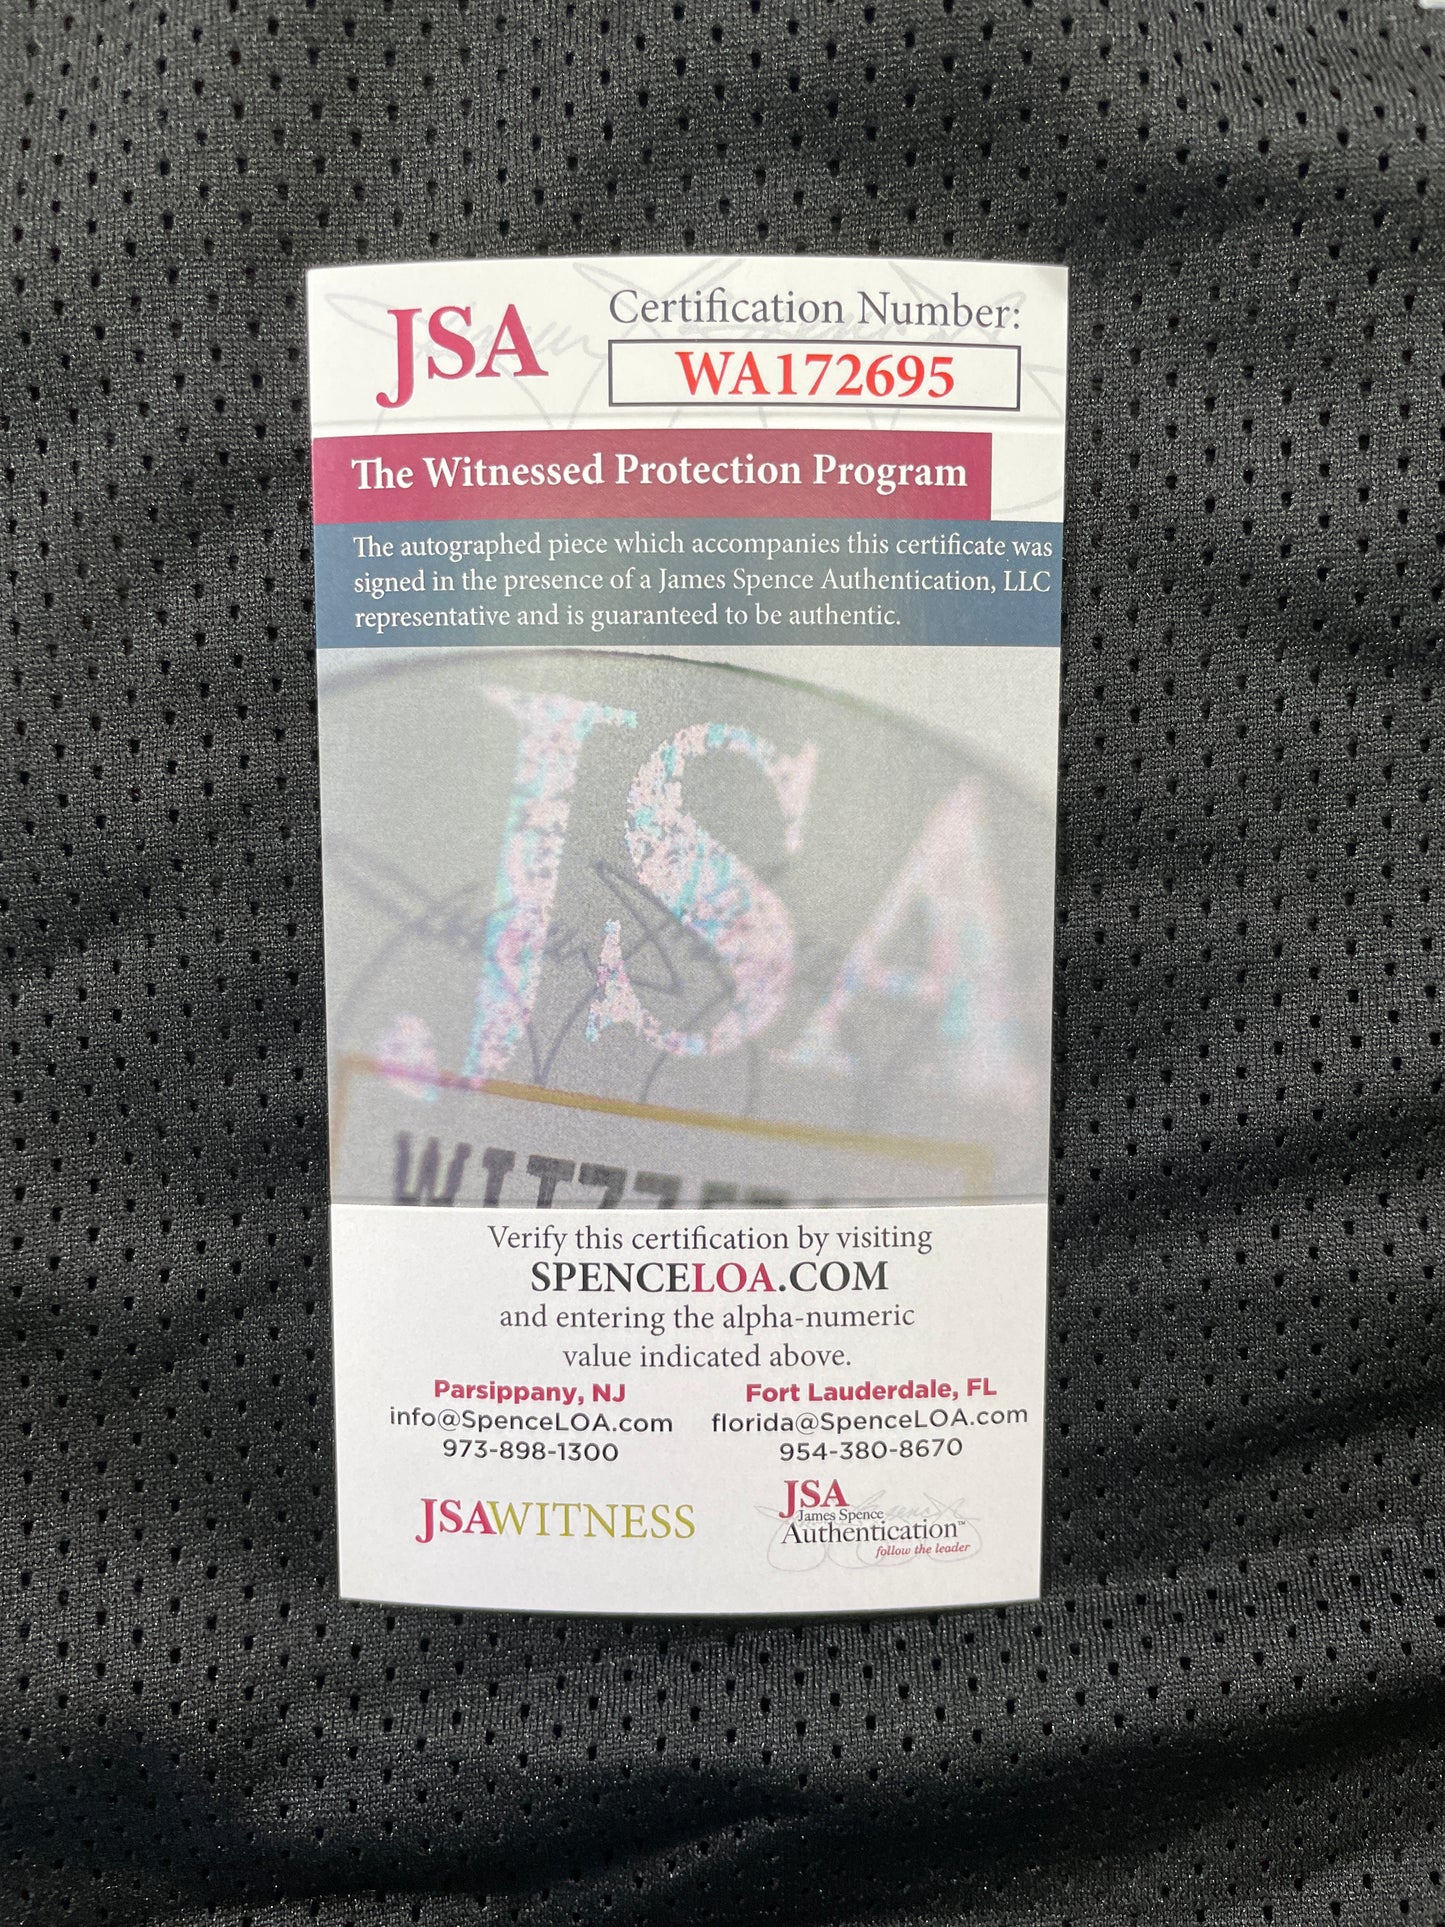 JSA
Certification Number:
WA172695
The Witnessed Protection Program
The autographed piece which accompanies this certificate was
signed in the presence of a James Spence Authentication, LLC
representative and is guaranteed to be authentic.
JSA
Verify this certification by visiting
SPENCELOA.COM
and entering the alpha-numeric
value indicated above.
Parsippany, NJ
info@SpenceLOA.com
973-898-1300
Fort Lauderdale, FL
florida@SpenceLOA.com
954-380-8670
JSAWITNESS
JSA
James Spence
Authentication™
follow the leader